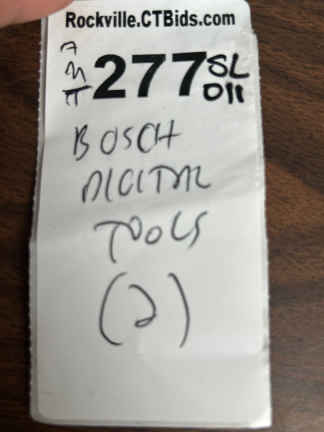 Rockville.CTBids.com
277
SL
011
BOSCH
DIGITAL
TOOLS
(2)